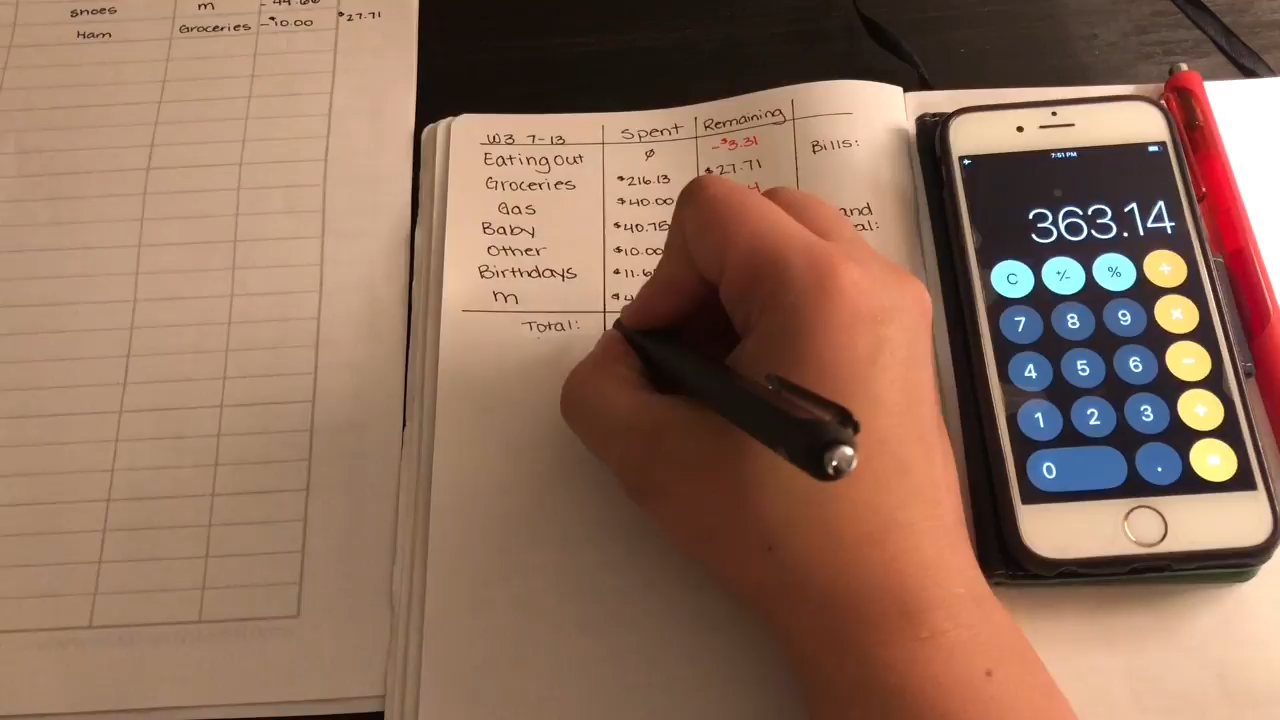 Shoes m
Ham Groceries -$10.00 $27.71
W3 7-13 Spent Remaining
Eating out ∅ -$3.31 Bills:
Groceries $216.13 $27.71
Gas $40.00
Baby $40.75
Other $10.00
Birthdays
m
Total:
7:51 PM
363.14
C +/- % ÷
7 8 9 ×
4 5 6 −
1 2 3 +
0 . =